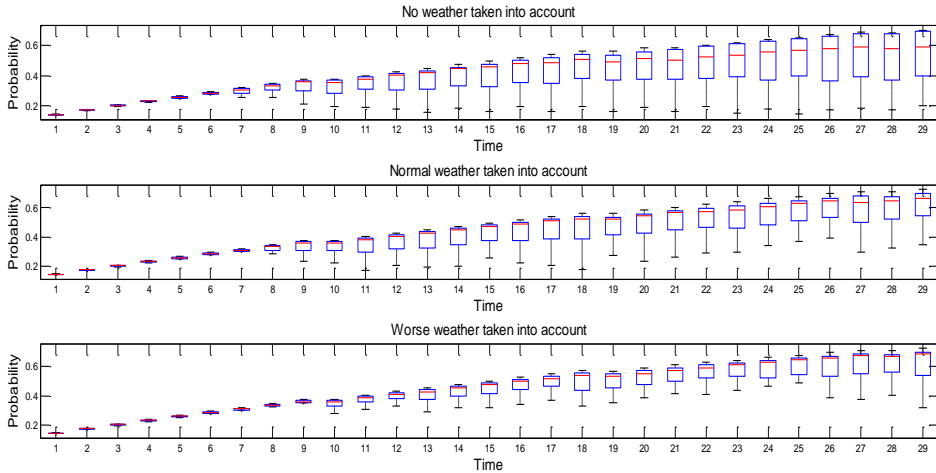 No weather taken into account
Probability
0.6
0.4
0.2
1 2 3 4 5 6 7 8 9 10 11 12 13 14 15 16 17 18 19 20 21 22 23 24 25 26 27 28 29
Time
Normal weather taken into account
Probability
0.6
0.4
0.2
1 2 3 4 5 6 7 8 9 10 11 12 13 14 15 16 17 18 19 20 21 22 23 24 25 26 27 28 29
Time
Worse weather taken into account
Probability
0.6
0.4
0.2
1 2 3 4 5 6 7 8 9 10 11 12 13 14 15 16 17 18 19 20 21 22 23 24 25 26 27 28 29
Time